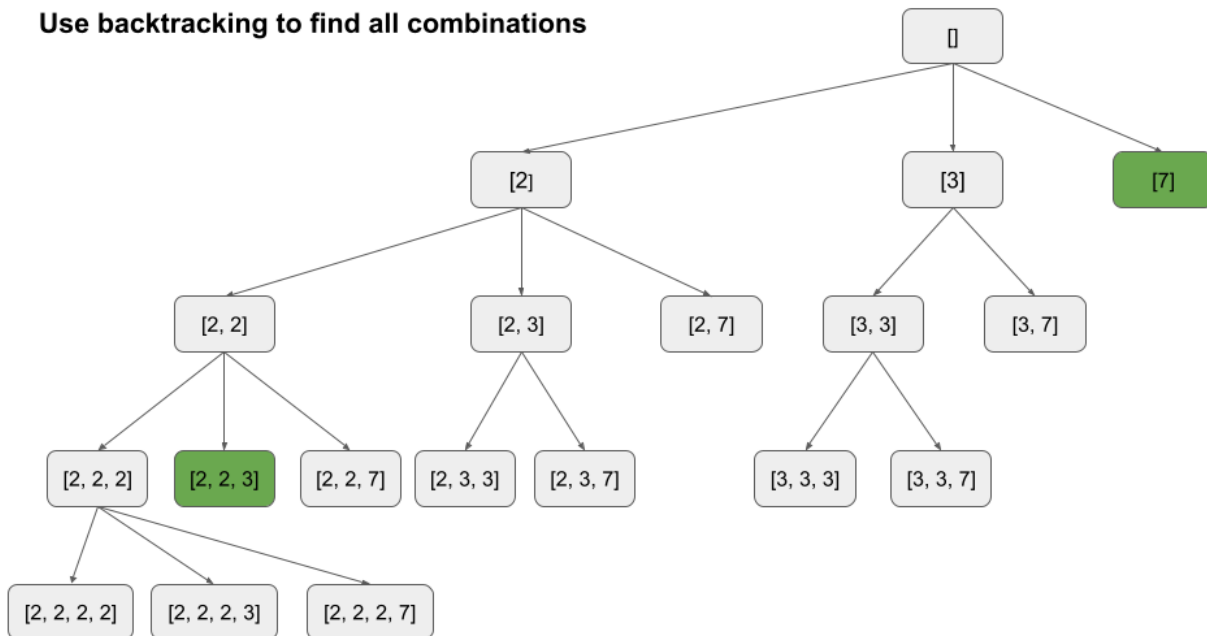 Use backtracking to find all combinations
[]
[2]
[3]
[7]
[2, 2]
[2, 3]
[2, 7]
[3, 3]
[3, 7]
[2, 2, 2]
[2, 2, 3]
[2, 2, 7]
[2, 3, 3]
[2, 3, 7]
[3, 3, 3]
[3, 3, 7]
[2, 2, 2, 2]
[2, 2, 2, 3]
[2, 2, 2, 7]